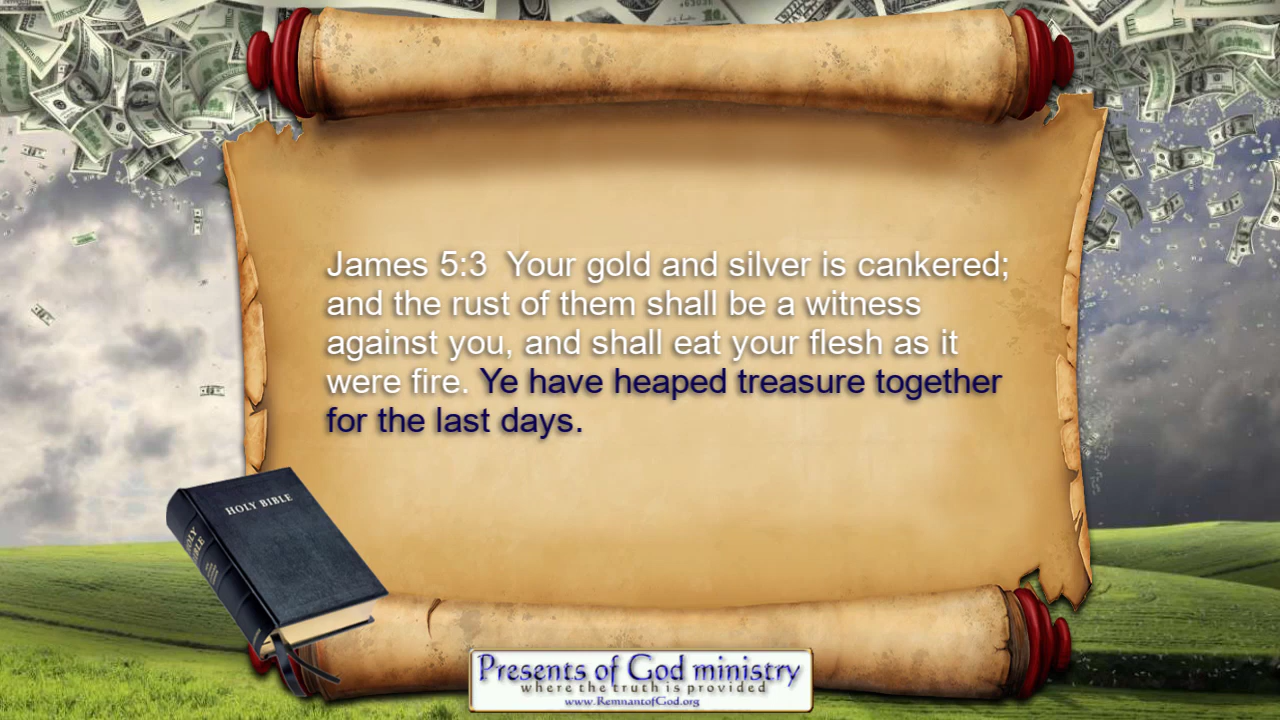 James 5:3  Your gold and silver is cankered;
and the rust of them shall be a witness
against you, and shall eat your flesh as it
were fire. Ye have heaped treasure together
for the last days.
HOLY BIBLE
HOLY
BIBLE
Presents of God ministry
where the truth is provided
www.RemnantofGod.org